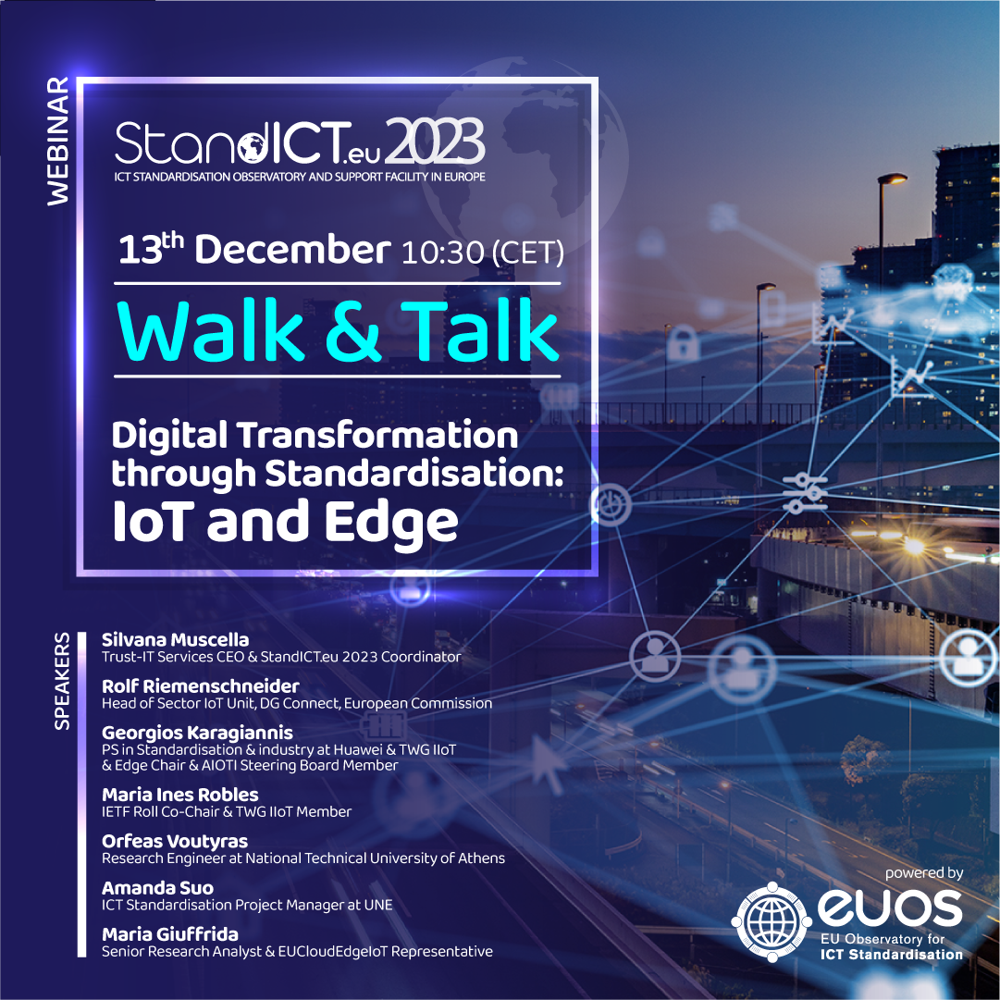 WEBINAR
StandICT.eu 2023
ICT STANDARDISATION OBSERVATORY AND SUPPORT FACILITY IN EUROPE
13th December 10:30 (CET)
Walk & Talk
Digital Transformation
through Standardisation:
IoT and Edge
SPEAKERS
Silvana Muscella
Trust-IT Services CEO & StandICT.eu 2023 Coordinator
Rolf Riemenschneider
Head of Sector IoT Unit, DG Connect, European Commission
Georgios Karagiannis
PS in Standardisation & industry at Huawei & TWG IIoT
& Edge Chair & AIOTI Steering Board Member
Maria Ines Robles
IETF Roll Co-Chair & TWG IIoT Member
Orfeas Voutyras
Research Engineer at National Technical University of Athens
Amanda Suo
ICT Standardisation Project Manager at UNE
Maria Giuffrida
Senior Research Analyst & EUCloudEdgeIoT Representative
powered by
euos
EU Observatory for
ICT Standardisation